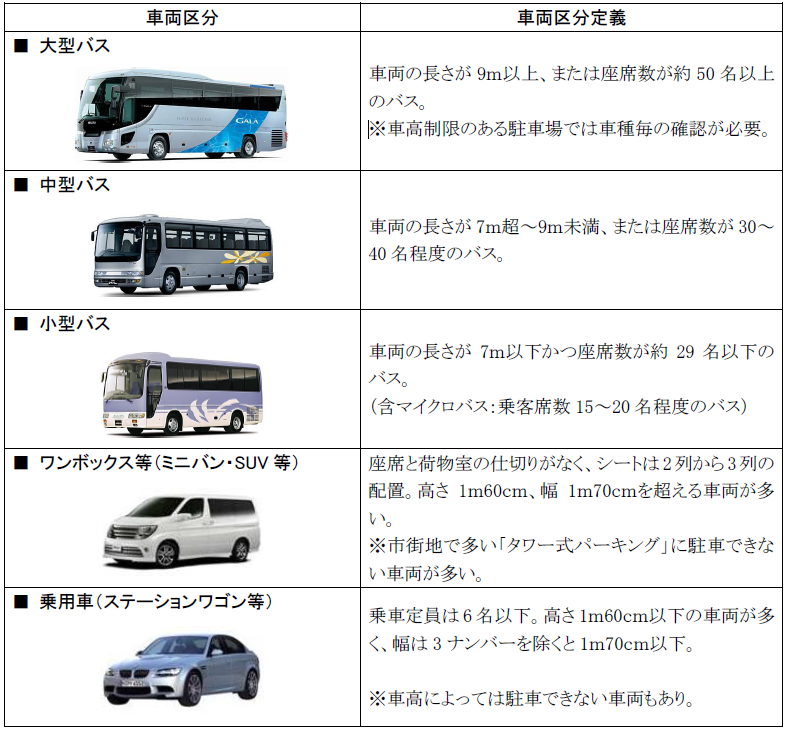 車両区分
車両区分定義
■ 大型バス
GALA
車両の長さが 9m以上、または座席数が約 50 名以上
のバス。
※車高制限のある駐車場では車種毎の確認が必要。
■ 中型バス
車両の長さが 7m超～9m未満、または座席数が 30～
40 名程度のバス。
■ 小型バス
車両の長さが 7m以下かつ座席数が約 29 名以下の
バス。
（含マイクロバス：乗客席数 15～20 名程度のバス）
■ ワンボックス等（ミニバン・SUV 等）
座席と荷物室の仕切りがなく、シートは 2 列から 3 列の
配置。高さ 1m60cm、幅 1m70cmを超える車両が多
い。
※市街地で多い「タワー式パーキング」に駐車できな
い車両が多い。
■ 乗用車（ステーションワゴン等）
乗車定員は 6 名以下。高さ 1m60cm以下の車両が多
く、幅は 3 ナンバーを除くと 1m70cm以下。
※車高によっては駐車できない車両もあり。